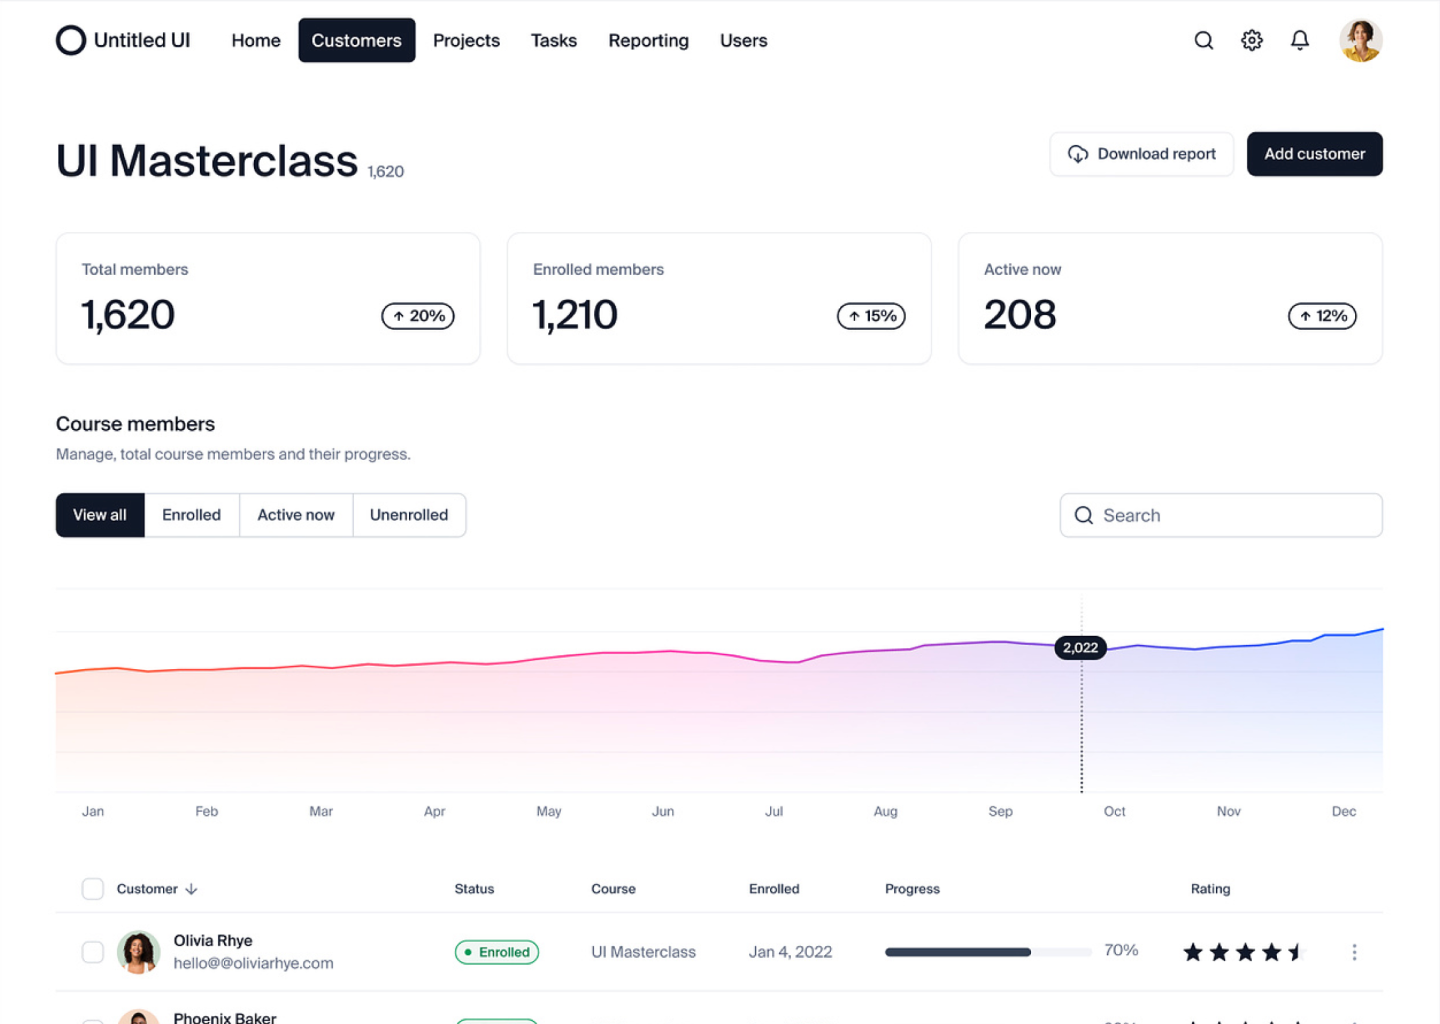 Untitled UI Home Customers Projects Tasks Reporting Users
UI Masterclass 1,620
Download report Add customer
Total members
1,620 ↑ 20%
Enrolled members
1,210 ↑ 15%
Active now
208 ↑ 12%
Course members
Manage, total course members and their progress.
View all Enrolled Active now Unenrolled
Search
2,022
Jan Feb Mar Apr May Jun Jul Aug Sep Oct Nov Dec
Customer ↓ Status Course Enrolled Progress Rating
Olivia Rhye
hello@@oliviarhye.com
Enrolled UI Masterclass Jan 4, 2022 70%
Phoenix Baker